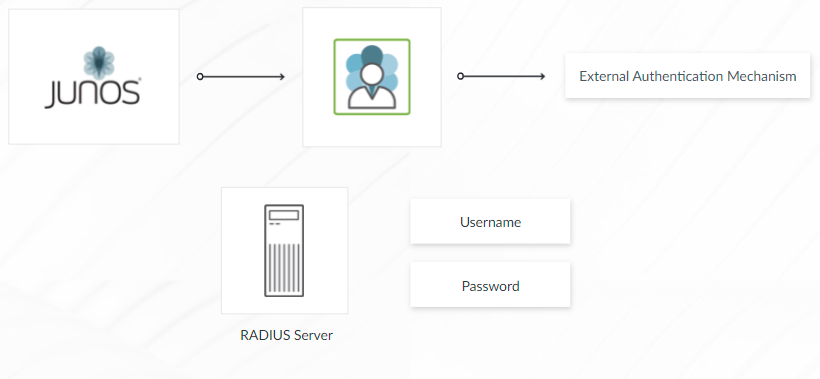 JUNOS
External Authentication Mechanism
Username
Password
RADIUS Server